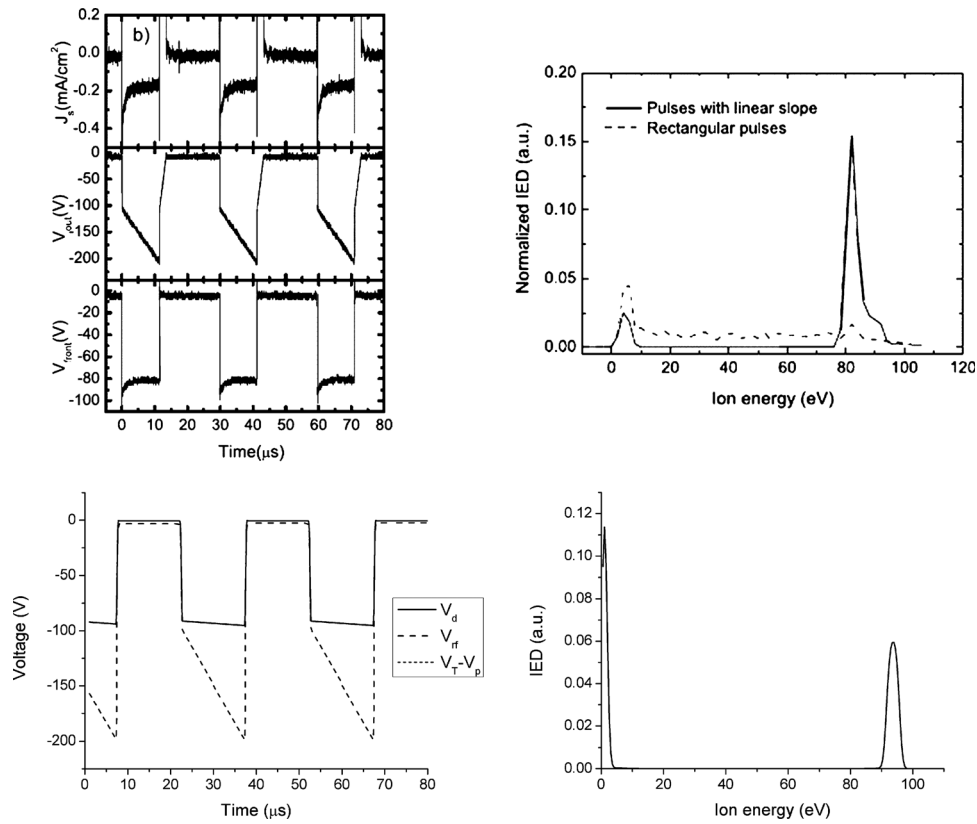 b)
J_s(mA/cm²)
0.2
0.0
-0.2
-0.4
V_out(V)
0
-50
-100
-150
-200
V_front(V)
0
-20
-40
-60
-80
-100
0 10 20 30 40 50 60 70 80
Time(μs)
Normalized IED (a.u.)
0.20
0.15
0.10
0.05
0.00
Pulses with linear slope
Rectangular pulses
0 20 40 60 80 100 120
Ion energy (eV)
Voltage (V)
0
-50
-100
-150
-200
V_d
V_rf
V_T-V_p
0 10 20 30 40 50 60 70 80
Time (μs)
IED (a.u.)
0.12
0.10
0.08
0.06
0.04
0.02
0.00
0 20 40 60 80 100
Ion energy (eV)